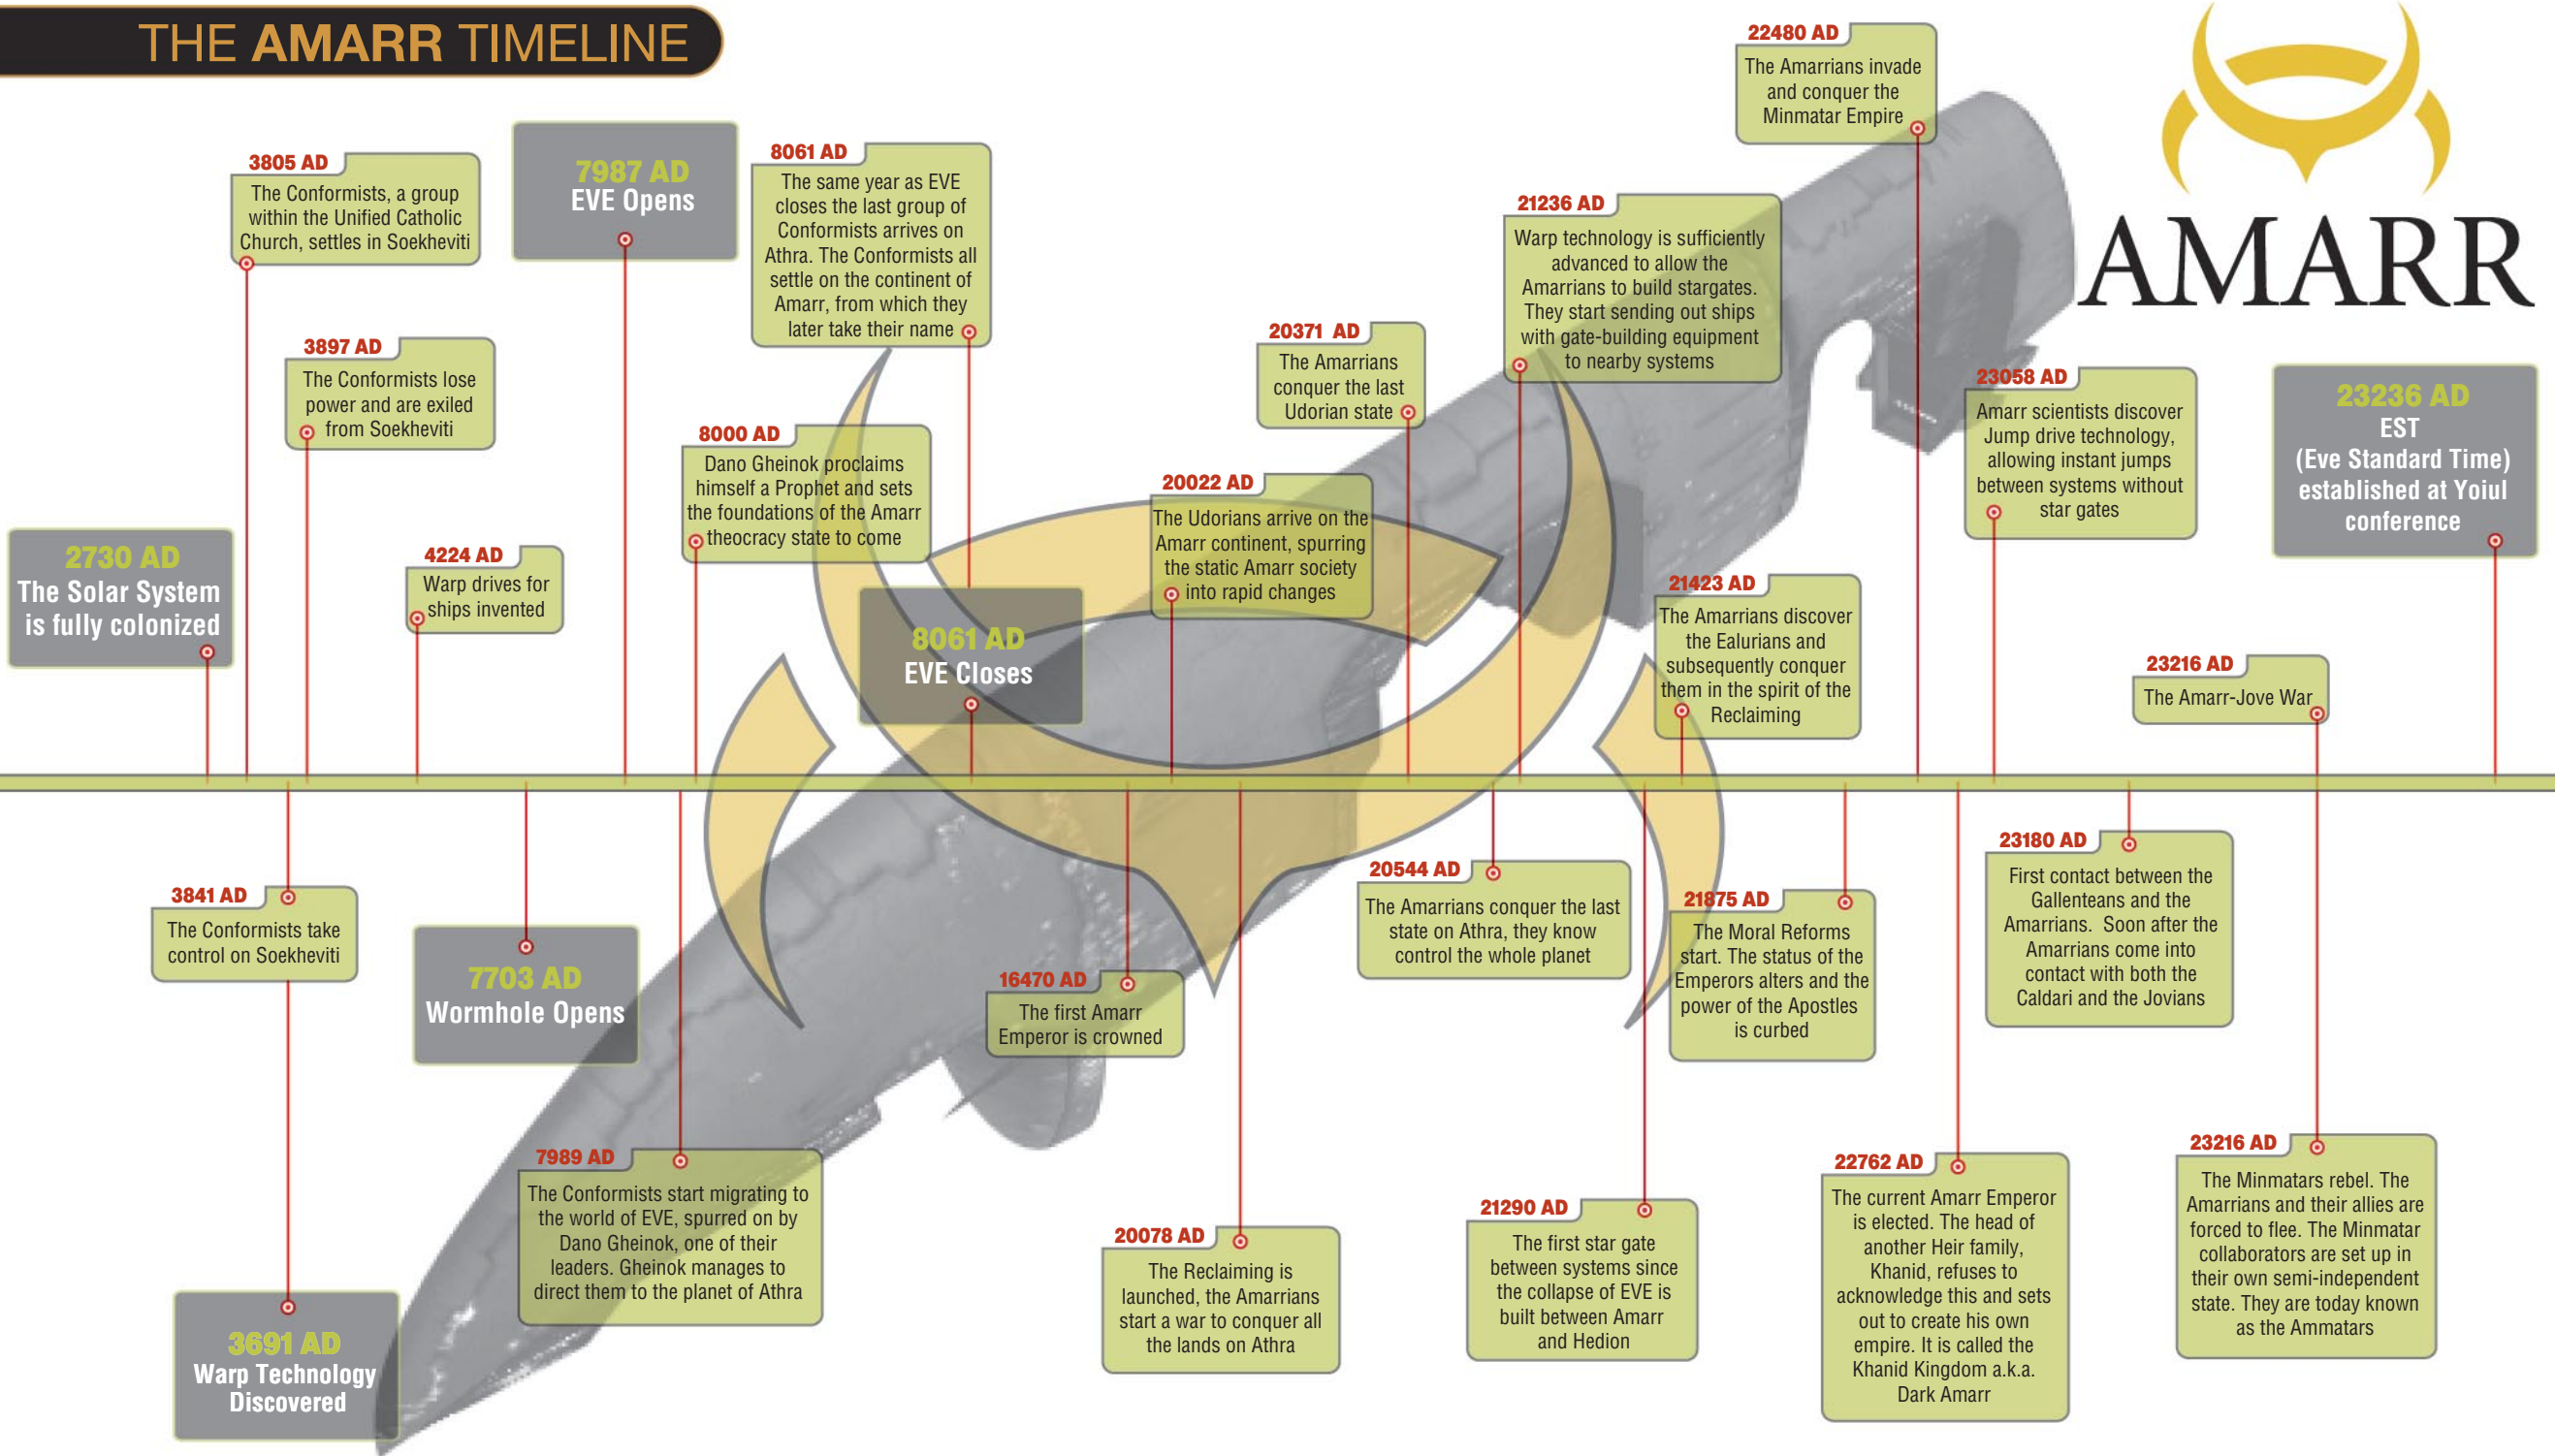 THE AMARR TIMELINE
22480 AD
The Amarrians invade
and conquer the
Minmatar Empire
AMARR
3805 AD
The Conformists, a group
within the Unified Catholic
Church, settles in Soekheviti
7987 AD
EVE Opens
8061 AD
The same year as EVE
closes the last group of
Conformists arrives on
Athra. The Conformists all
settle on the continent of
Amarr, from which they
later take their name
21236 AD
Warp technology is sufficiently
advanced to allow the
Amarrians to build stargates.
They start sending out ships
with gate-building equipment
to nearby systems
3897 AD
The Conformists lose
power and are exiled
from Soekheviti
20371 AD
The Amarrians
conquer the last
Udorian state
23058 AD
Amarr scientists discover
Jump drive technology,
allowing instant jumps
between systems without
star gates
23236 AD
EST
(Eve Standard Time)
established at Yoiul
conference
8000 AD
Dano Gheinok proclaims
himself a Prophet and sets
the foundations of the Amarr
theocracy state to come
20022 AD
The Udorians arrive on the
Amarr continent, spurring
the static Amarr society
into rapid changes
2730 AD
The Solar System
is fully colonized
4224 AD
Warp drives for
ships invented
8061 AD
EVE Closes
21423 AD
The Amarrians discover
the Ealurians and
subsequently conquer
them in the spirit of the
Reclaiming
23216 AD
The Amarr-Jove War
3841 AD
The Conformists take
control on Soekheviti
7703 AD
Wormhole Opens
16470 AD
The first Amarr
Emperor is crowned
20544 AD
The Amarrians conquer the last
state on Athra, they know
control the whole planet
21875 AD
The Moral Reforms
start. The status of the
Emperors alters and the
power of the Apostles
is curbed
23180 AD
First contact between the
Gallenteans and the
Amarrians. Soon after the
Amarrians come into
contact with both the
Caldari and the Jovians
3691 AD
Warp Technology
Discovered
7989 AD
The Conformists start migrating to
the world of EVE, spurred on by
Dano Gheinok, one of their
leaders. Gheinok manages to
direct them to the planet of Athra
20078 AD
The Reclaiming is
launched, the Amarrians
start a war to conquer all
the lands on Athra
21290 AD
The first star gate
between systems since
the collapse of EVE is
built between Amarr
and Hedion
22762 AD
The current Amarr Emperor
is elected. The head of
another Heir family,
Khanid, refuses to
acknowledge this and sets
out to create his own
empire. It is called the
Khanid Kingdom a.k.a.
Dark Amarr
23216 AD
The Minmatars rebel. The
Amarrians and their allies are
forced to flee. The Minmatar
collaborators are set up in
their own semi-independent
state. They are today known
as the Ammatars